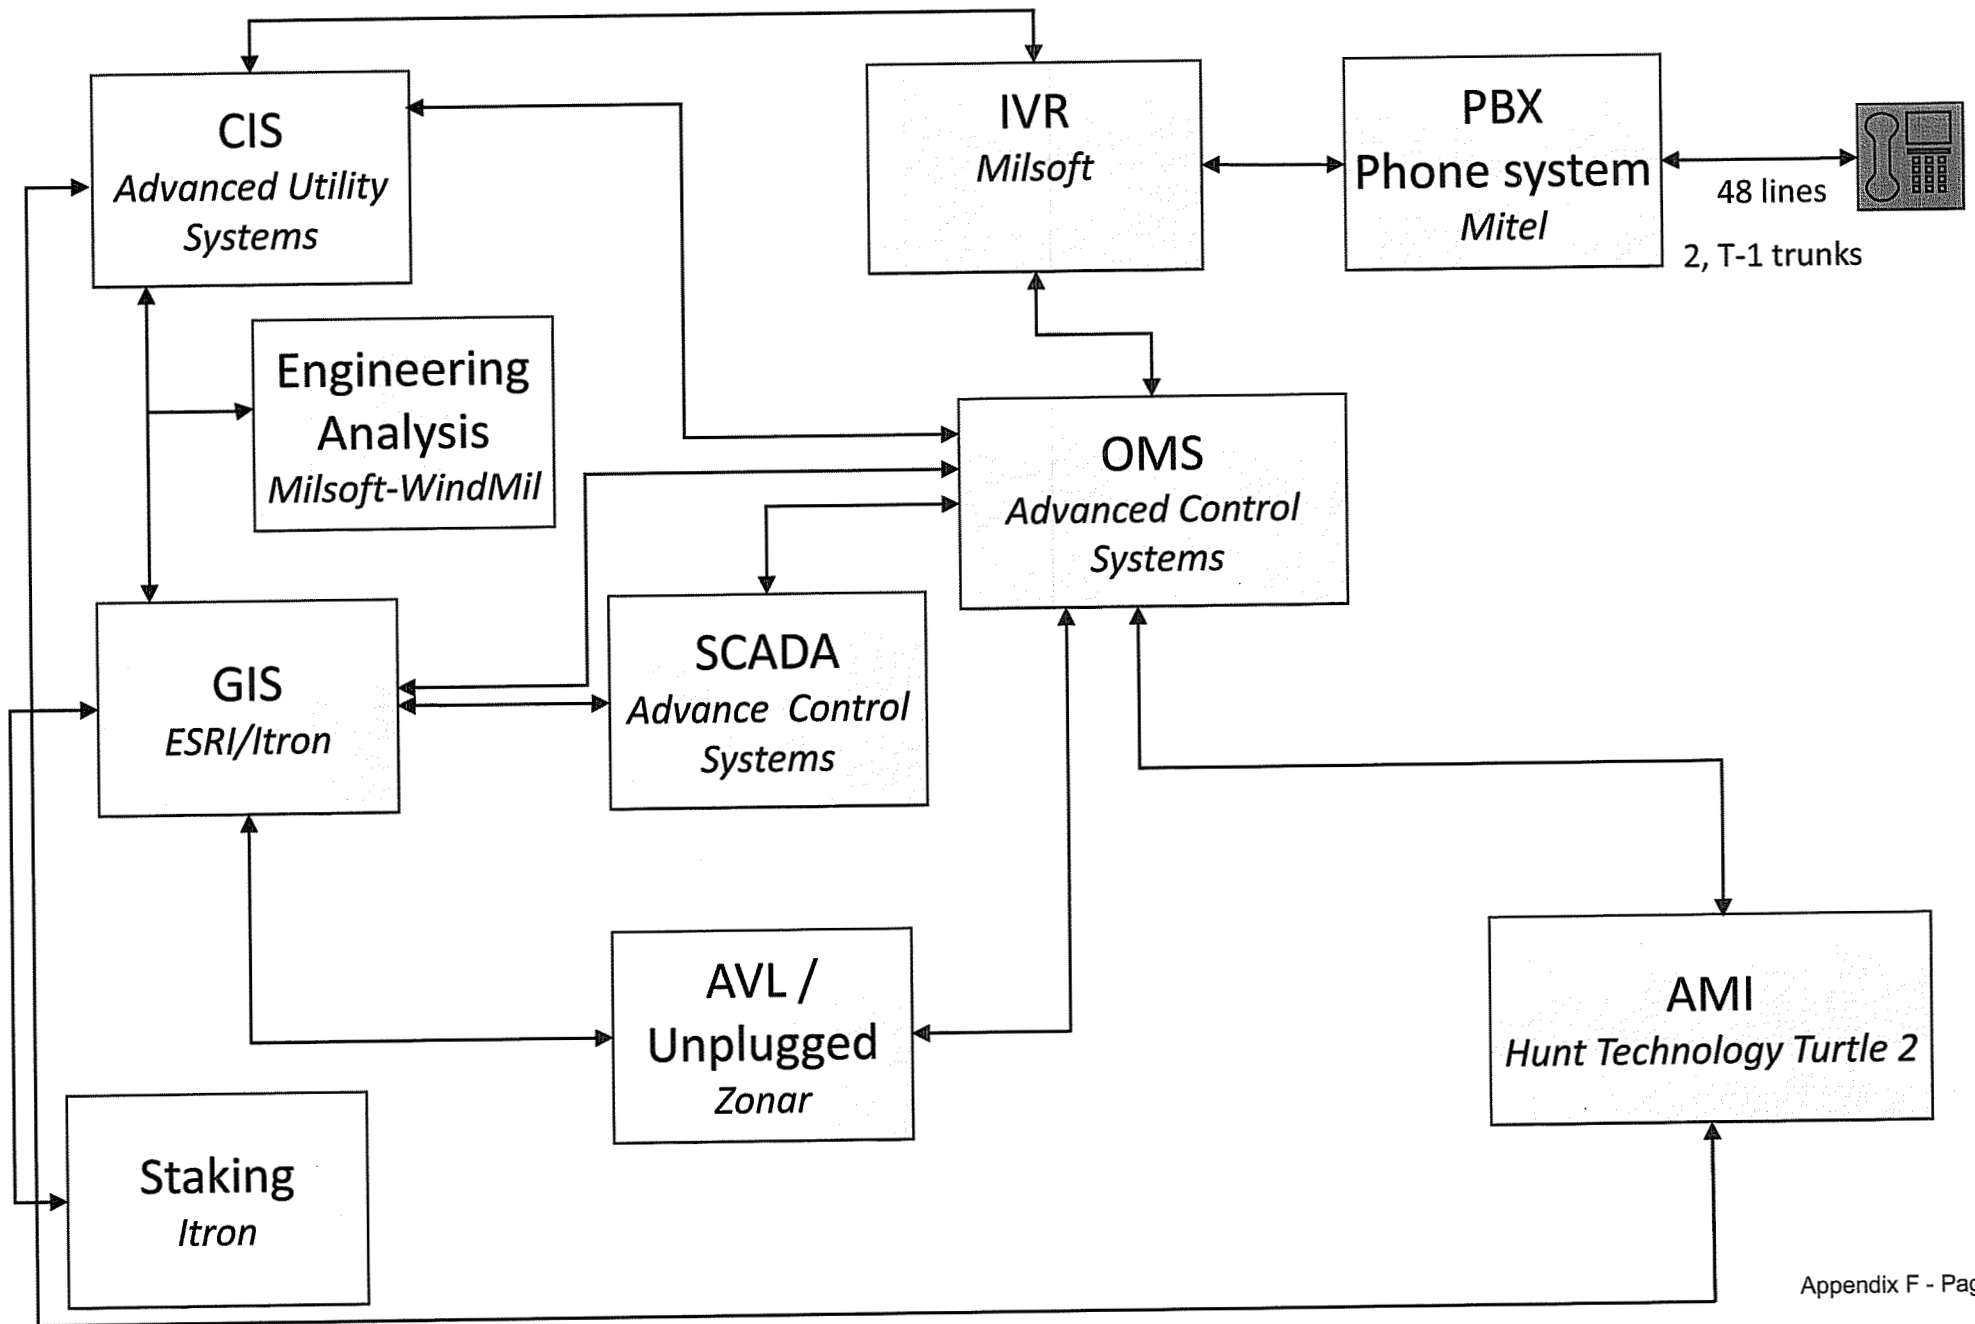 CIS
Advanced Utility
Systems
IVR
Milsoft
PBX
Phone system
Mitel
48 lines
2, T-1 trunks
Engineering
Analysis
Milsoft-WindMil
OMS
Advanced Control
Systems
GIS
ESRI/Itron
SCADA
Advance Control
Systems
AVL /
Unplugged
Zonar
AMI
Hunt Technology Turtle 2
Staking
Itron
Appendix F - Pag